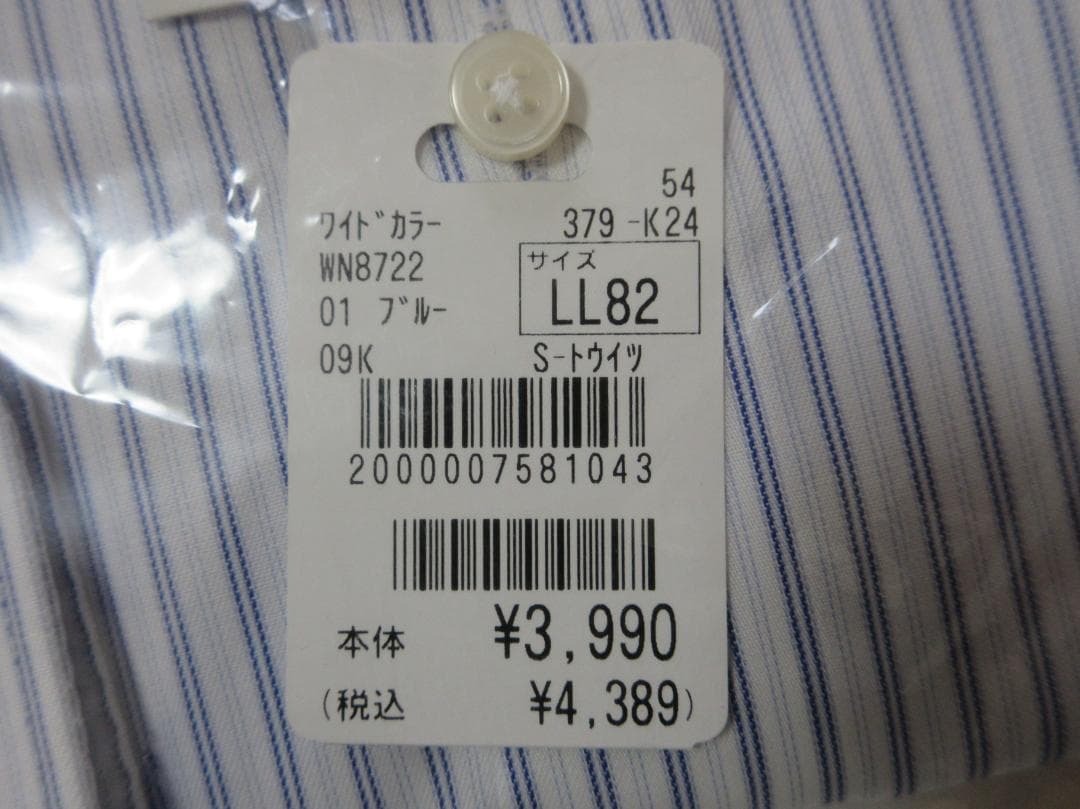 54
ﾜｲﾄﾞｶﾗｰ 379 -K24
WN8722
サイズ
LL82
01 ﾌﾞﾙｰ
09K S-ﾄｳｲﾂ
2000007581043
本体 ¥3,990
(税込 ¥4,389)